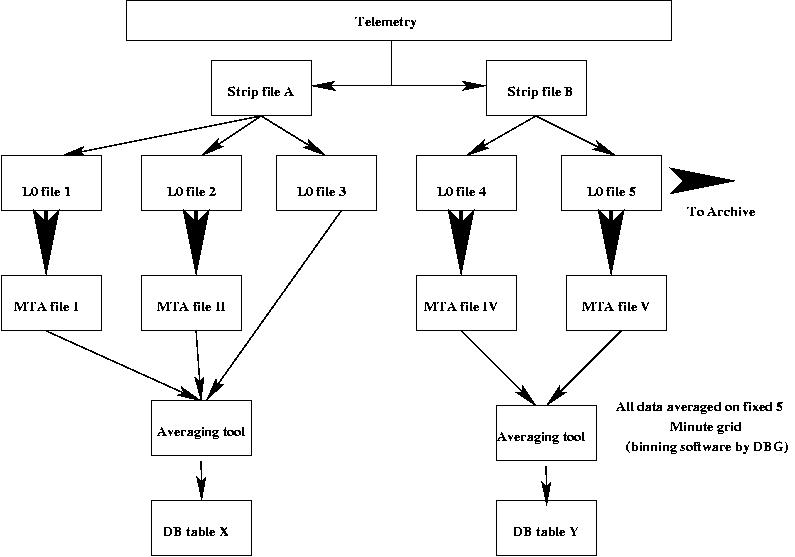 Telemetry
Strip file A
Strip file B
L0 file 1
L0 file 2
L0 file 3
L0 file 4
L0 file 5
To Archive
MTA file I
MTA file II
MTA file IV
MTA file V
All data averaged on fixed 5
Minute grid
(binning software by DBG)
Averaging tool
Averaging tool
DB table X
DB table Y